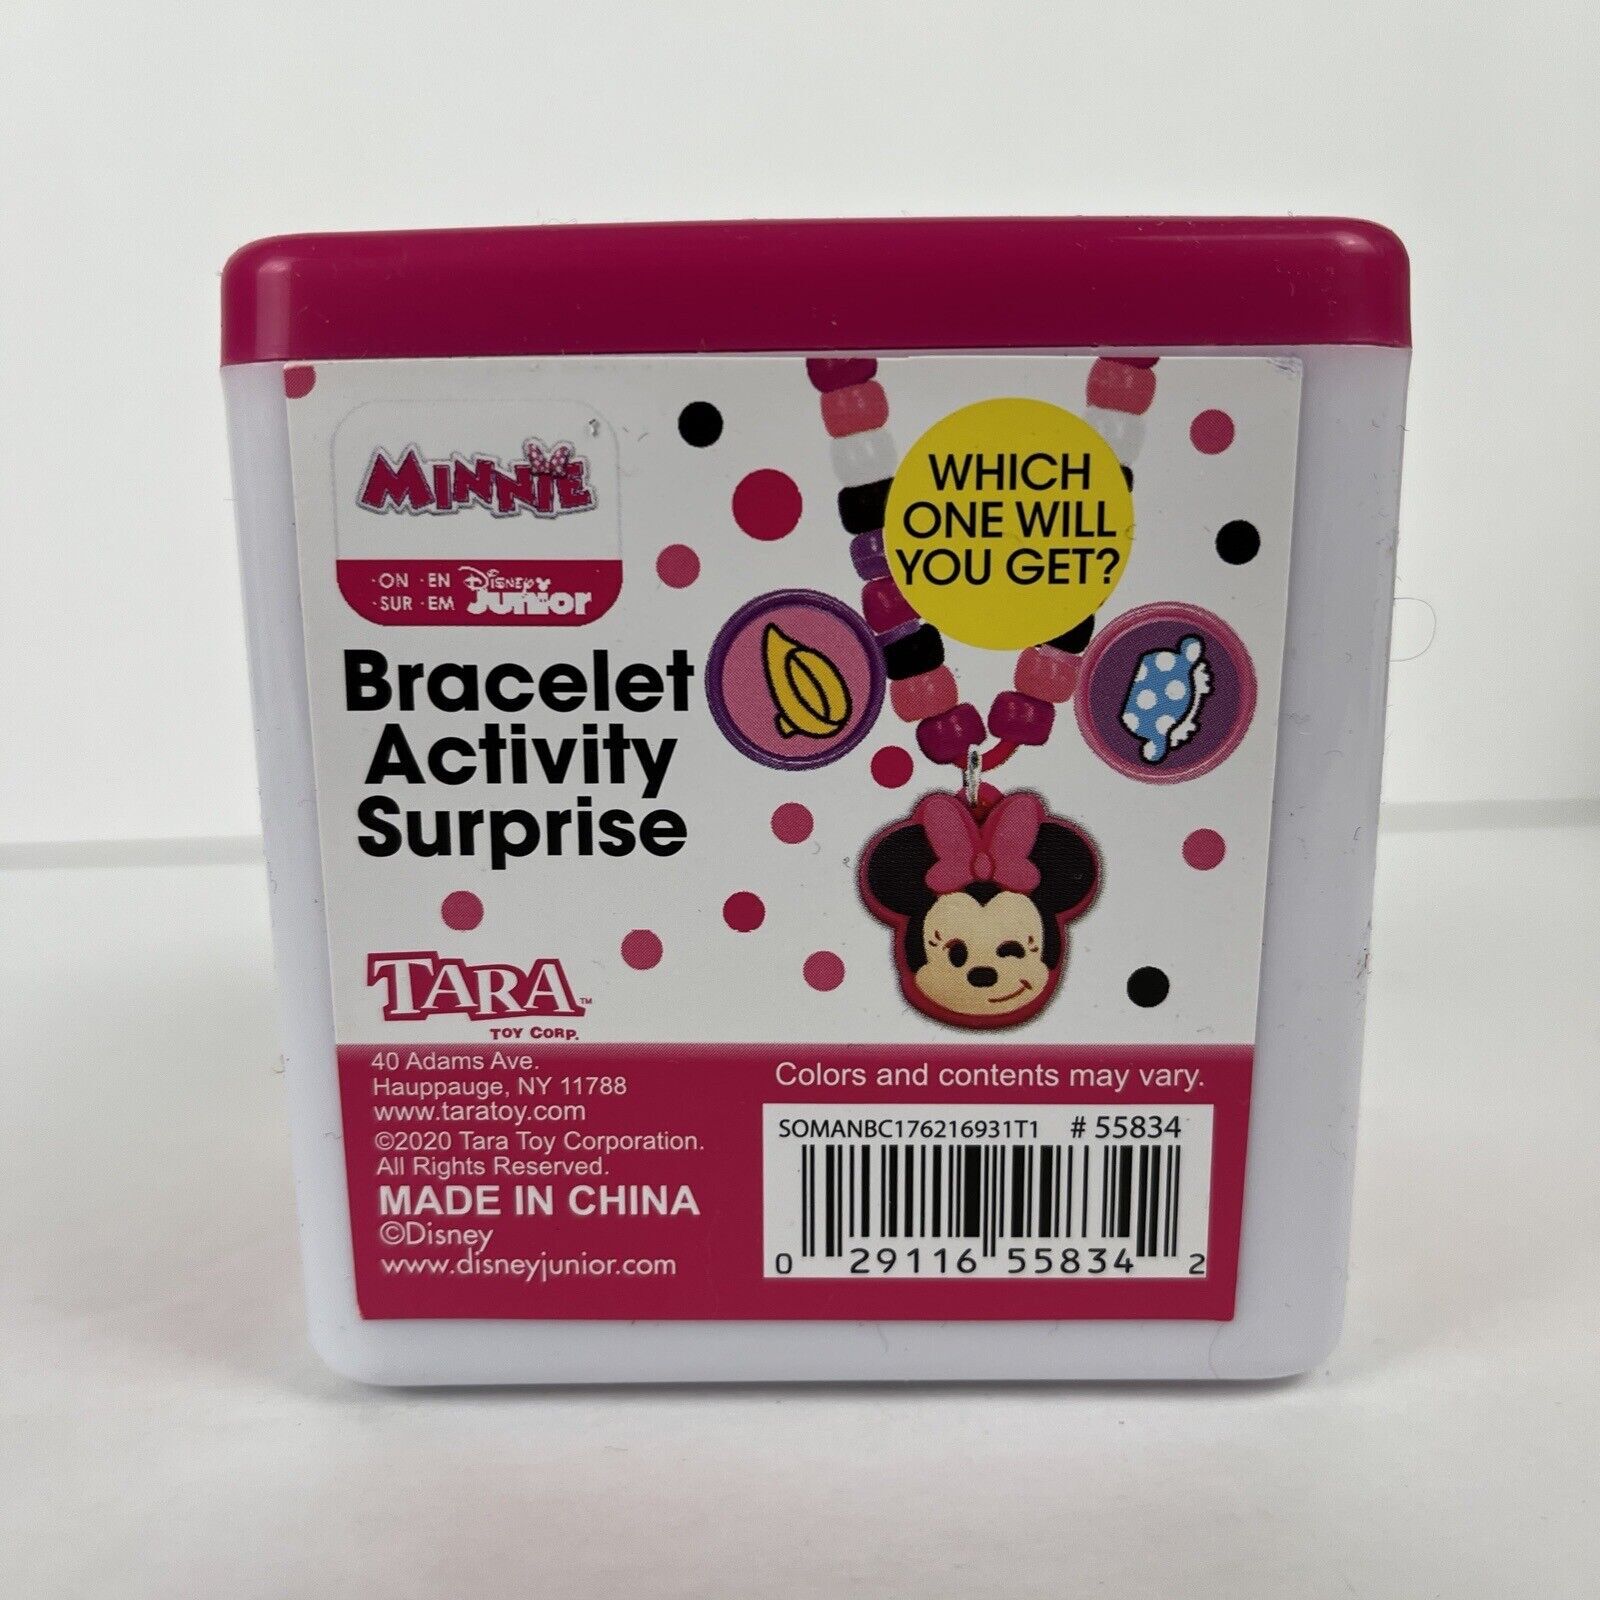 MINNIE
·ON ·EN Disney
·SUR ·EM Junior
Bracelet
Activity
Surprise
WHICH
ONE WILL
YOU GET?
TARA™
TOY CORP.
40 Adams Ave.
Hauppauge, NY 11788
www.taratoy.com
©2020 Tara Toy Corporation.
All Rights Reserved.
MADE IN CHINA
©Disney
www.disneyjunior.com
Colors and contents may vary.
SOMANBC176216931T1 # 55834
0 29116 55834 2